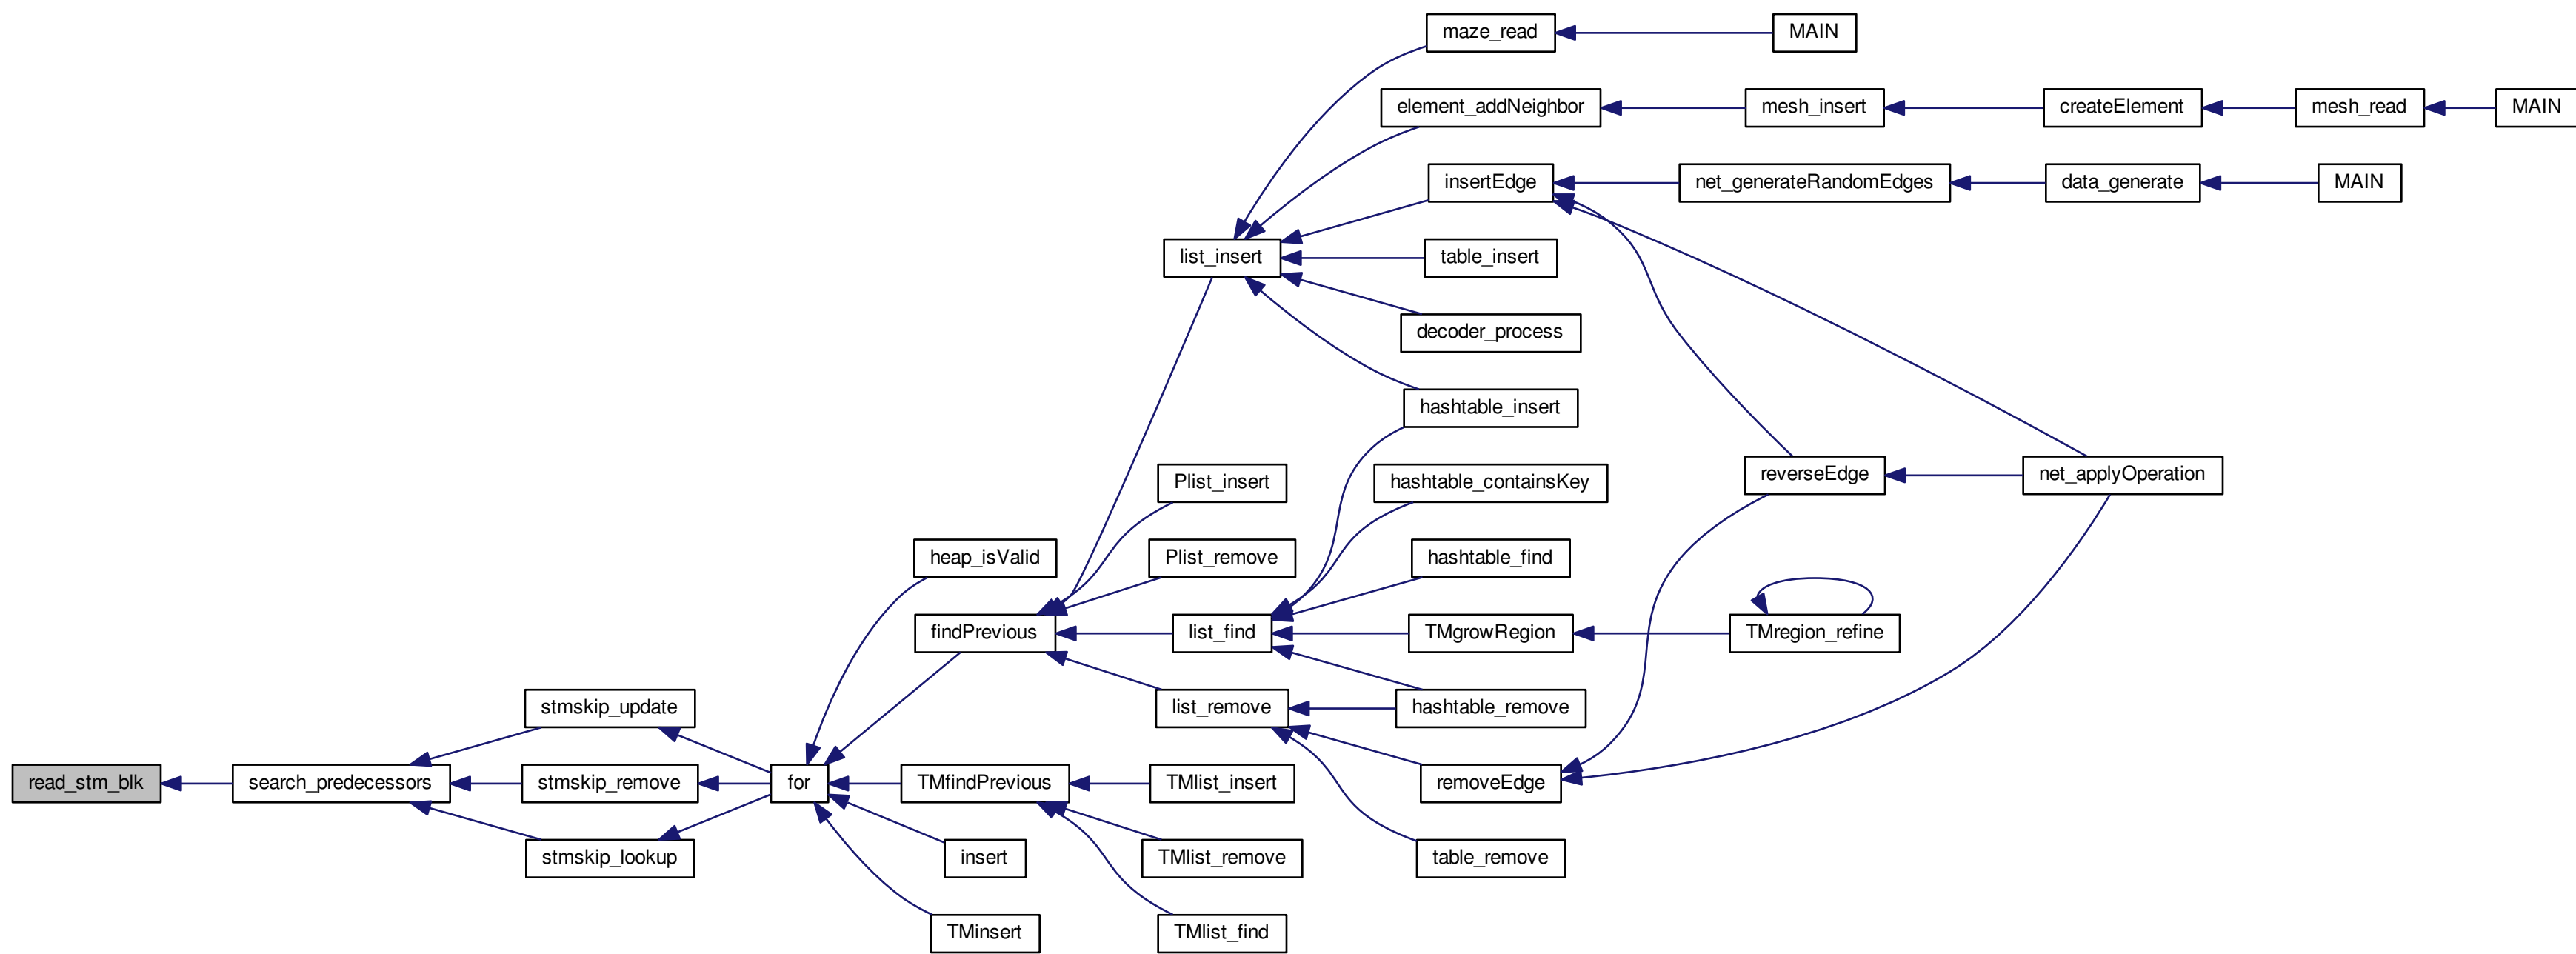 maze_read
MAIN
element_addNeighbor
mesh_insert
createElement
mesh_read
MAIN
insertEdge
net_generateRandomEdges
data_generate
MAIN
list_insert
table_insert
decoder_process
hashtable_insert
Plist_insert
hashtable_containsKey
reverseEdge
net_applyOperation
heap_isValid
Plist_remove
hashtable_find
findPrevious
list_find
TMgrowRegion
TMregion_refine
stmskip_update
list_remove
hashtable_remove
read_stm_blk
search_predecessors
stmskip_remove
for
TMfindPrevious
TMlist_insert
removeEdge
stmskip_lookup
insert
TMlist_remove
table_remove
TMinsert
TMlist_find